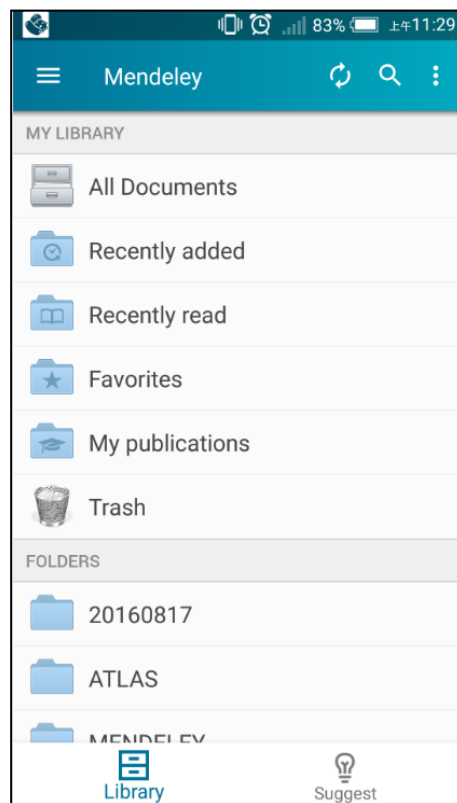 83% 上午11:29
Mendeley
MY LIBRARY
All Documents
Recently added
Recently read
Favorites
My publications
Trash
FOLDERS
20160817
ATLAS
MENDELEY
Library Suggest